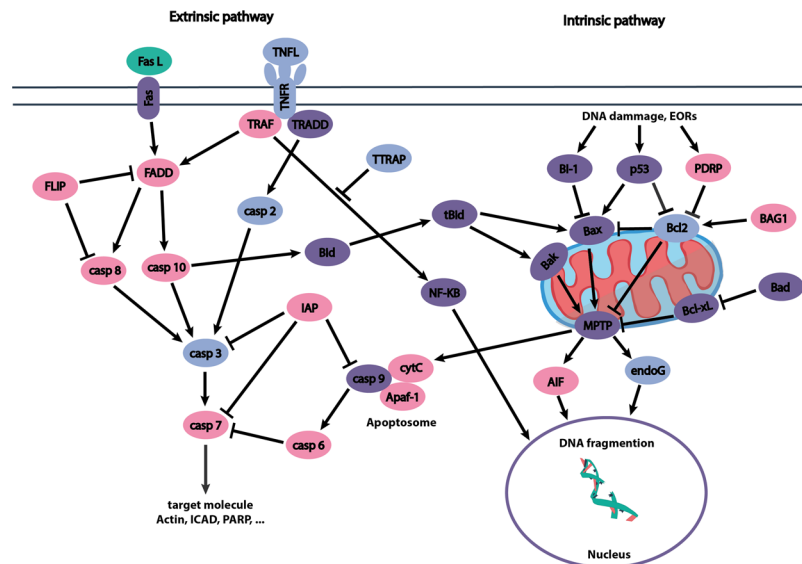 Extrinsic pathway
Intrinsic pathway
Fas L
TNFL
Fas
TNFR
TRAF
TRADD
DNA dammage, EORs
TTRAP
BI-1
p53
PDRP
FLIP
FADD
casp 2
tBId
Bax
Bcl2
BAG1
casp 8
casp 10
BId
Bak
NF-KB
Bad
Bcl-xL
IAP
MPTP
casp 3
casp 9
cytC
Apaf-1
AIF
endoG
Apoptosome
casp 7
casp 6
DNA fragmention
target molecule
Actin, ICAD, PARP, ...
Nucleus